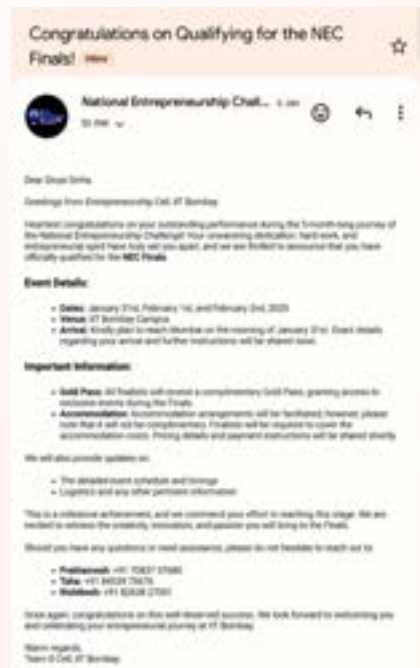 Congratulations on Qualifying for the NEC
Finals! Inbox
National Entrepreneurship Chall...
to me
Greetings from Entrepreneurship Cell, IIT Bombay
Heartiest congratulations on your outstanding performance during the 5-month-long journey of
the National Entrepreneurship Challenge! Your unwavering dedication, hard work, and
entrepreneurial spirit have truly set you apart, and we are thrilled to announce that you have
officially qualified for the NEC Finals.
Event Details:
Dates: January 31st, February 1st, and February 2nd, 2025
Venue: IIT Bombay Campus
Arrival: Kindly plan to reach Mumbai on the morning of January 31st. Exact details
regarding your arrival and further instructions will be shared soon.
Important Information:
Gold Pass: All finalists will receive a complimentary Gold Pass, granting access to
exclusive events during the Finals.
Accommodation: Accommodation arrangements will be facilitated; however, please
note that it will not be complimentary. Finalists will be required to cover the
accommodation costs. Pricing details and payment instructions will be shared shortly.
We will also provide updates on:
The detailed event schedule and timings
Logistics and any other pertinent information
This is a milestone achievement, and we commend your effort in reaching this stage. We are
excited to witness the creativity, innovation, and passion you will bring to the Finals.
Should you have any questions or need assistance, please do not hesitate to reach out to:
Once again, congratulations on this well-deserved success. We look forward to welcoming you
and celebrating your entrepreneurial journey at IIT Bombay.
Warm regards,
Team E-Cell, IIT Bombay